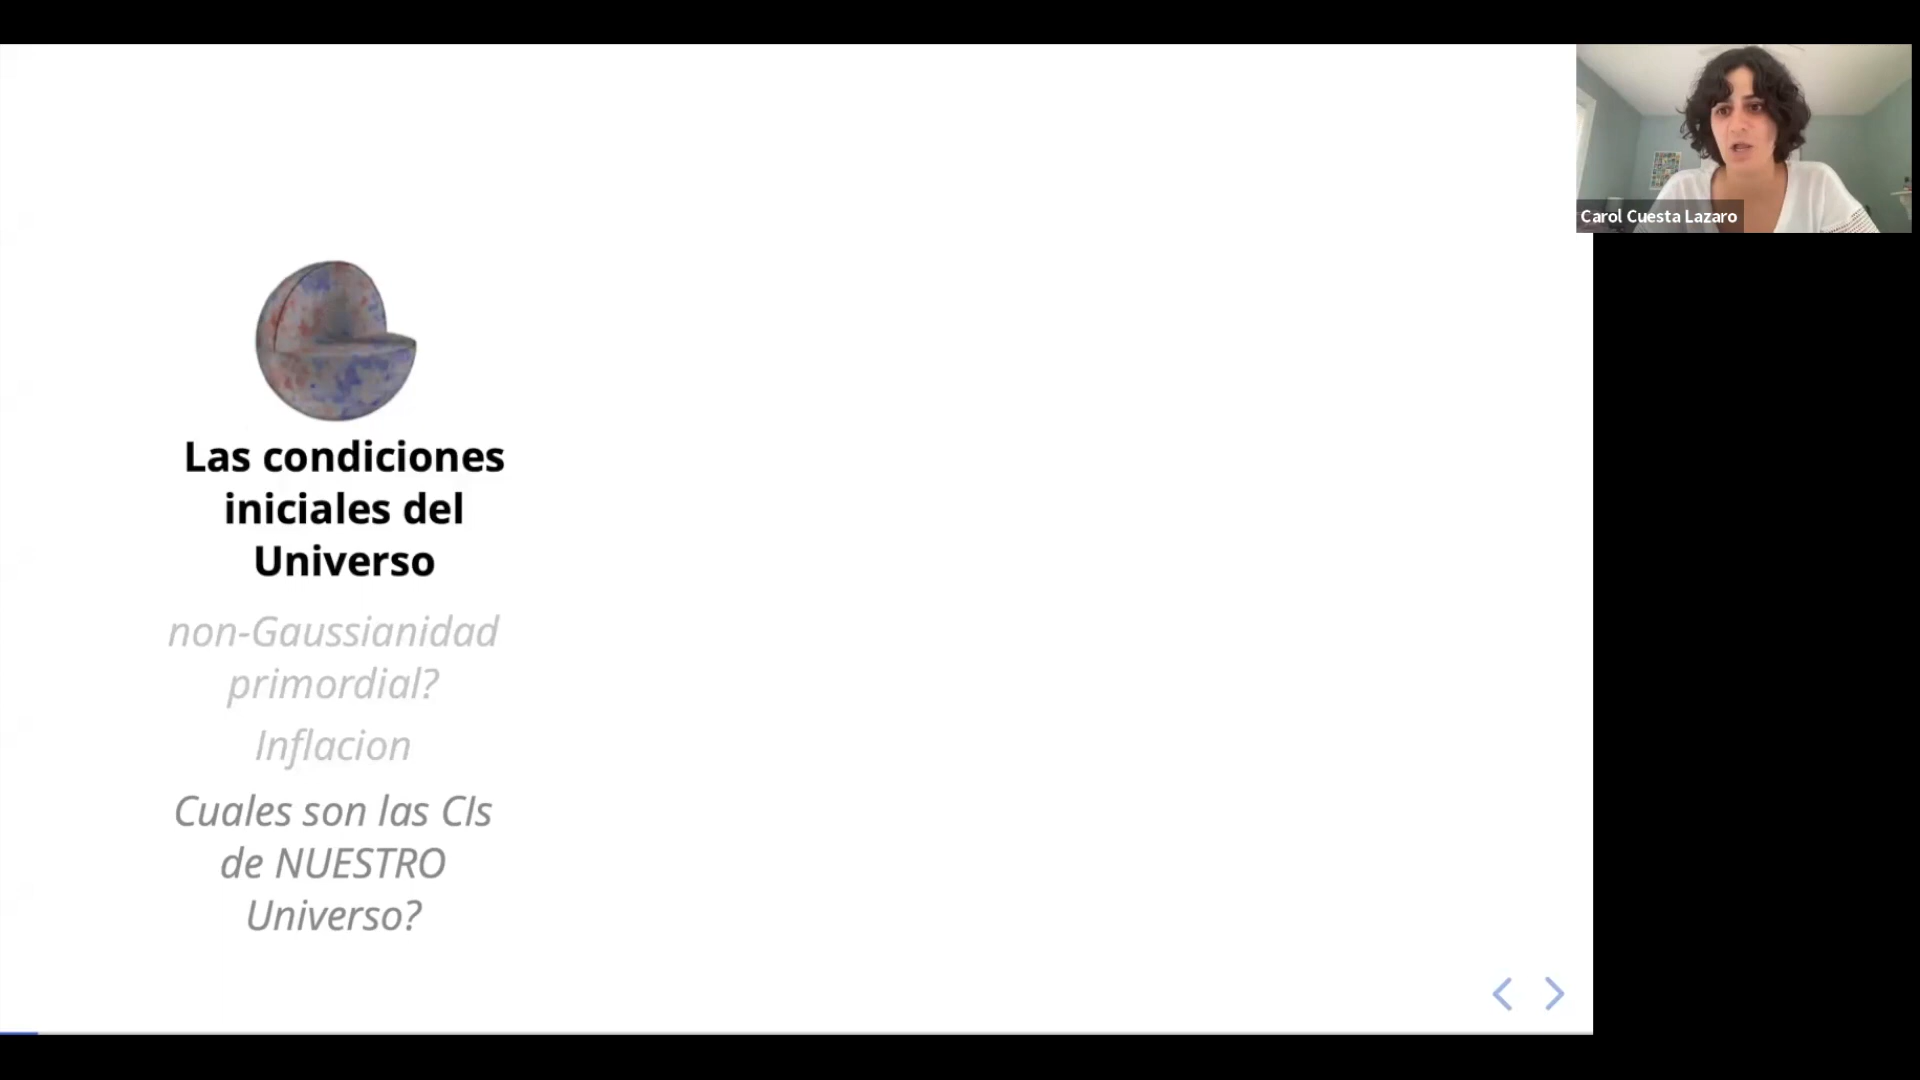 Carol Cuesta Lazaro
Las condiciones
iniciales del
Universo
non-Gaussianidad
primordial?
Inflacion
Cuales son las CIs
de NUESTRO
Universo?